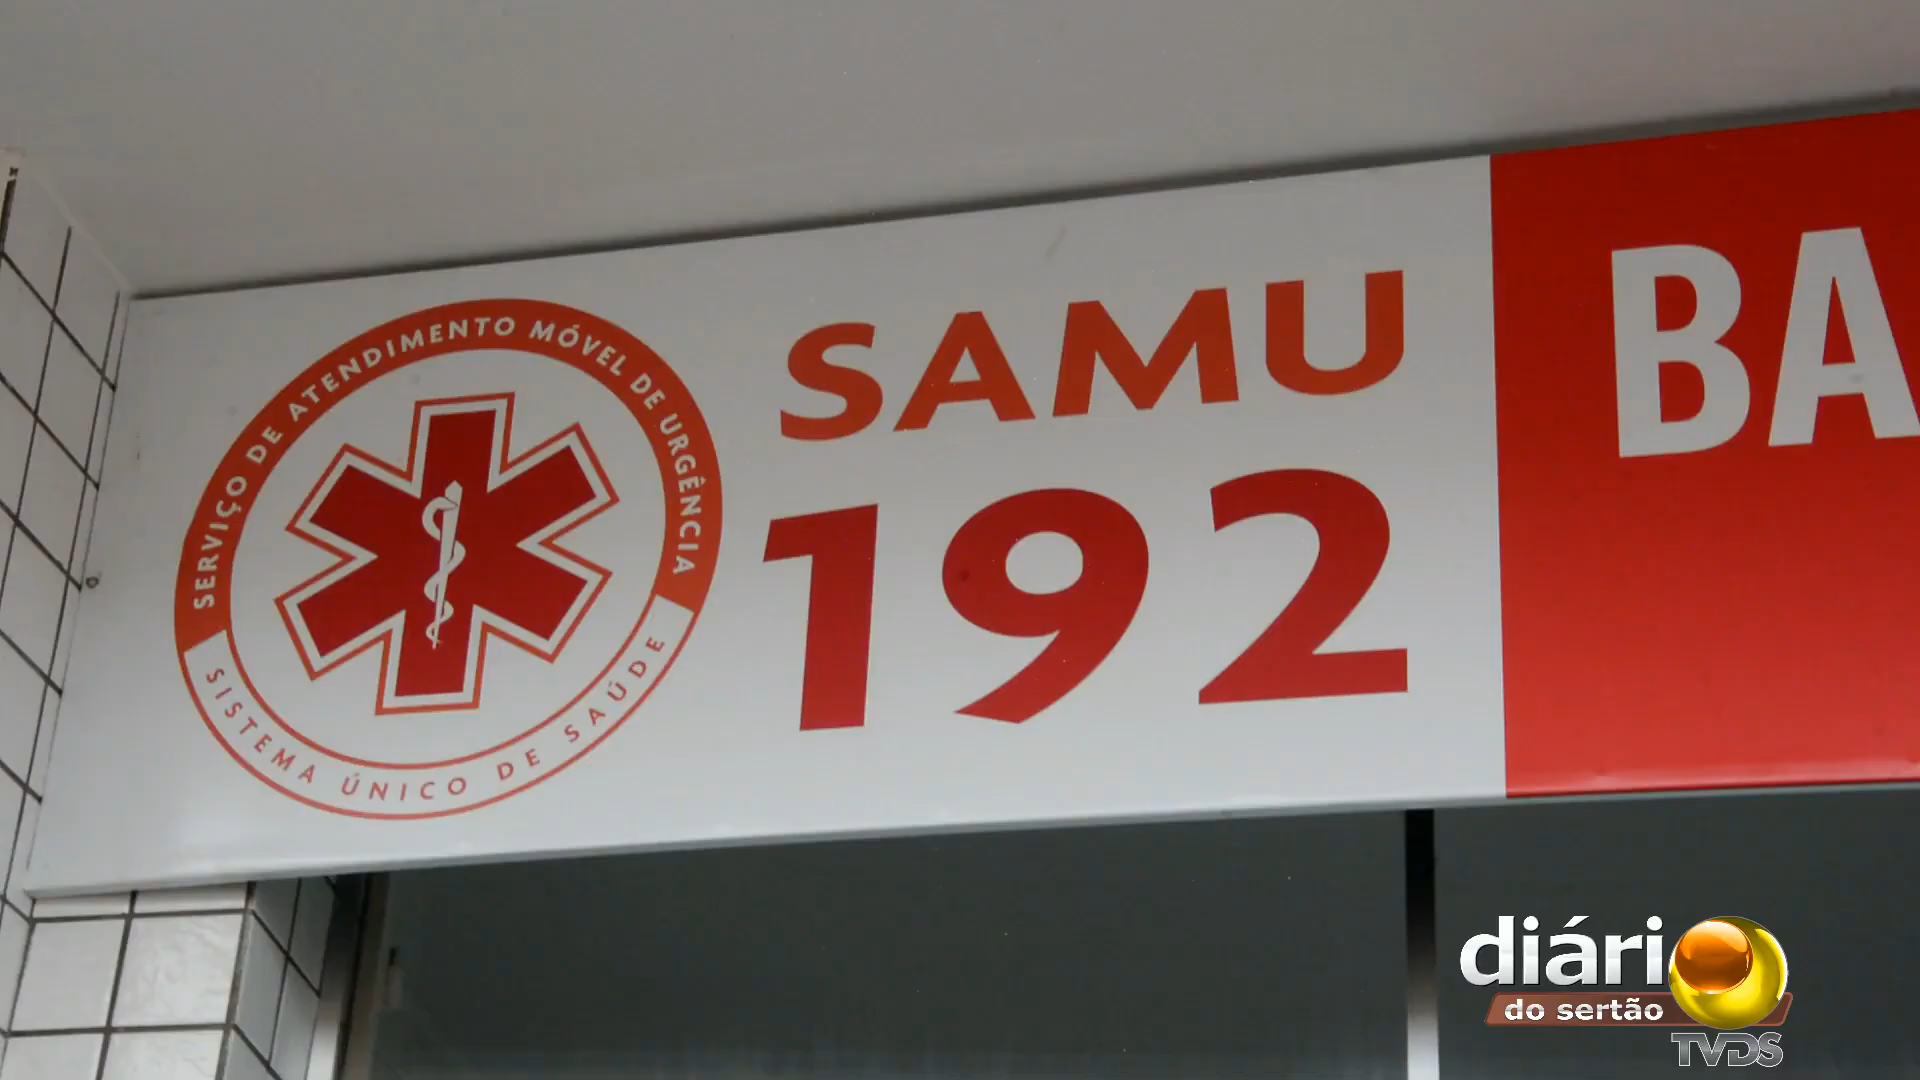 SERVIÇO DE ATENDIMENTO MÓVEL DE URGÊNCIA
SISTEMA ÚNICO DE SAÚDE
SAMU
192
BA
diário
do sertão
TVDS